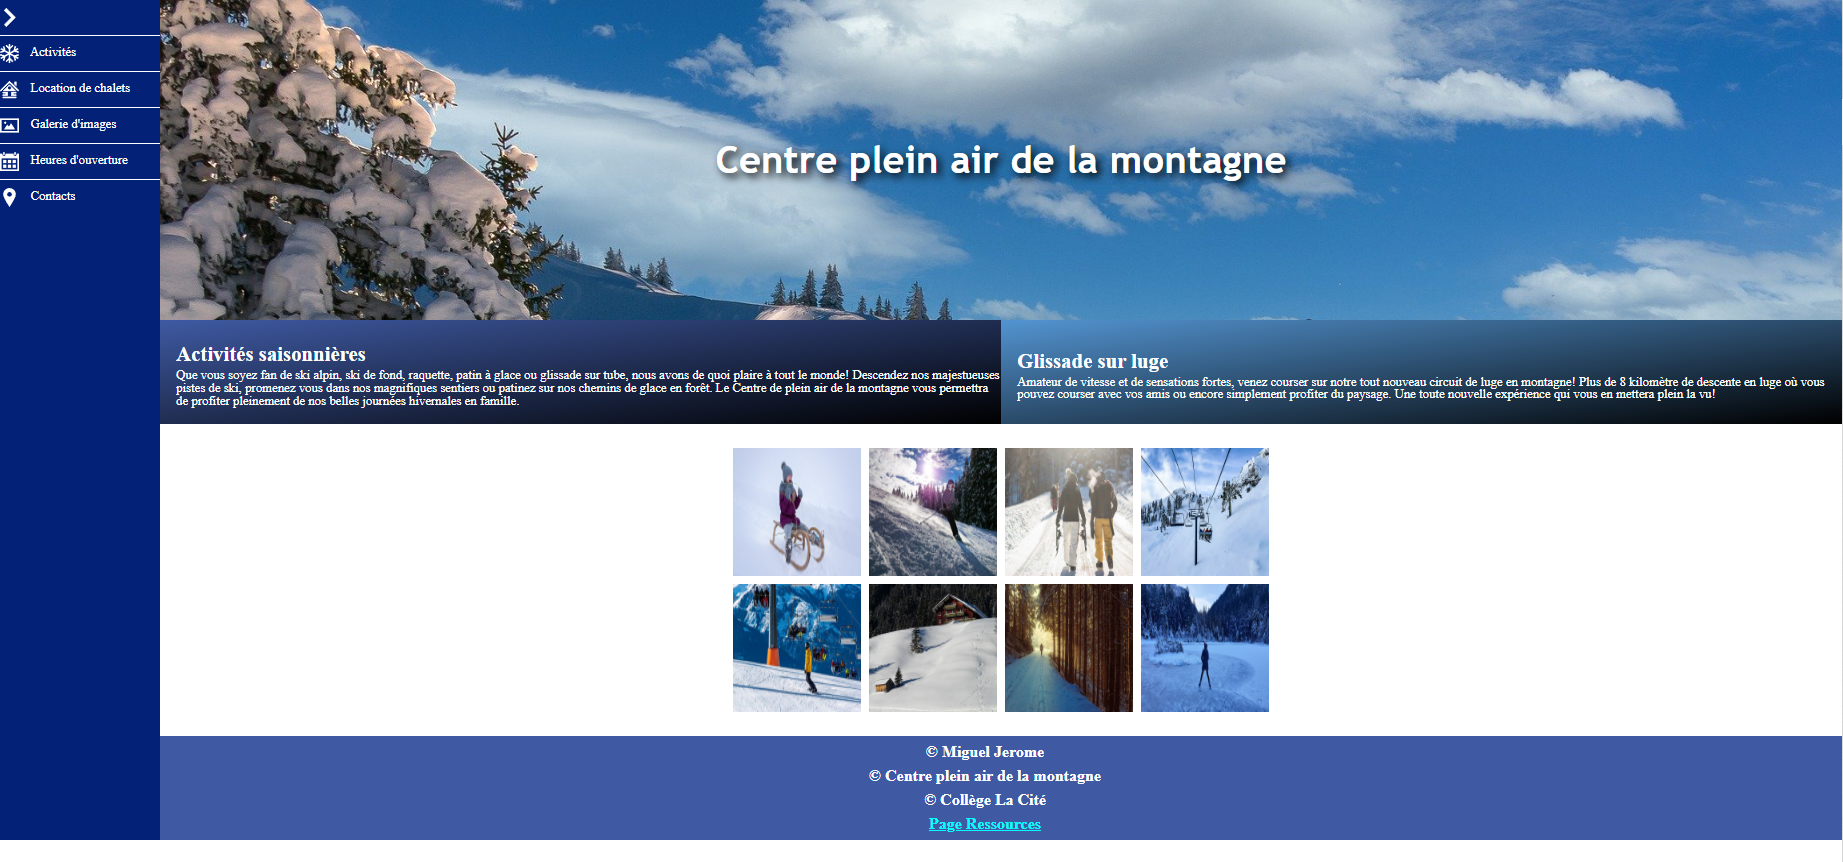 Activités
Location de chalets
Galerie d'images
Heures d'ouverture
Contacts
Centre plein air de la montagne
Activités saisonnières
Que vous soyez fan de ski alpin, ski de fond, raquette, patin à glace ou glissade sur tube, nous avons de quoi plaire à tout le monde! Descendez nos majestueuses
pistes de ski, promenez vous dans nos magnifiques sentiers ou patinez sur nos chemins de glace en forêt. Le Centre de plein air de la montagne vous permettra
de profiter pleinement de nos belles journées hivernales en famille.
Glissade sur luge
Amateur de vitesse et de sensations fortes, venez courser sur notre tout nouveau circuit de luge en montagne! Plus de 8 kilomètre de descente en luge où vous
pouvez courser avec vos amis ou encore simplement profiter du paysage. Une toute nouvelle expérience qui vous en mettera plein la vu!
© Miguel Jerome
© Centre plein air de la montagne
© Collège La Cité
Page Ressources